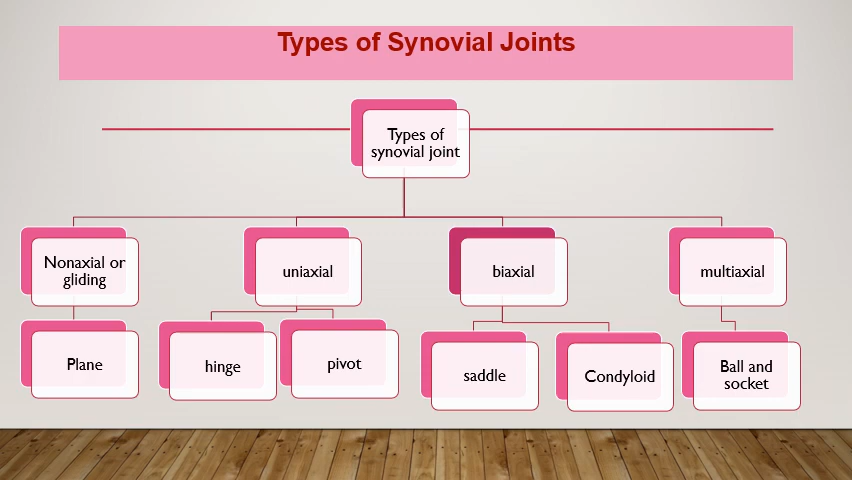 Types of Synovial Joints
Types of
synovial joint
Nonaxial or
gliding
uniaxial
biaxial
multiaxial
Plane
hinge
pivot
saddle
Condyloid
Ball and
socket